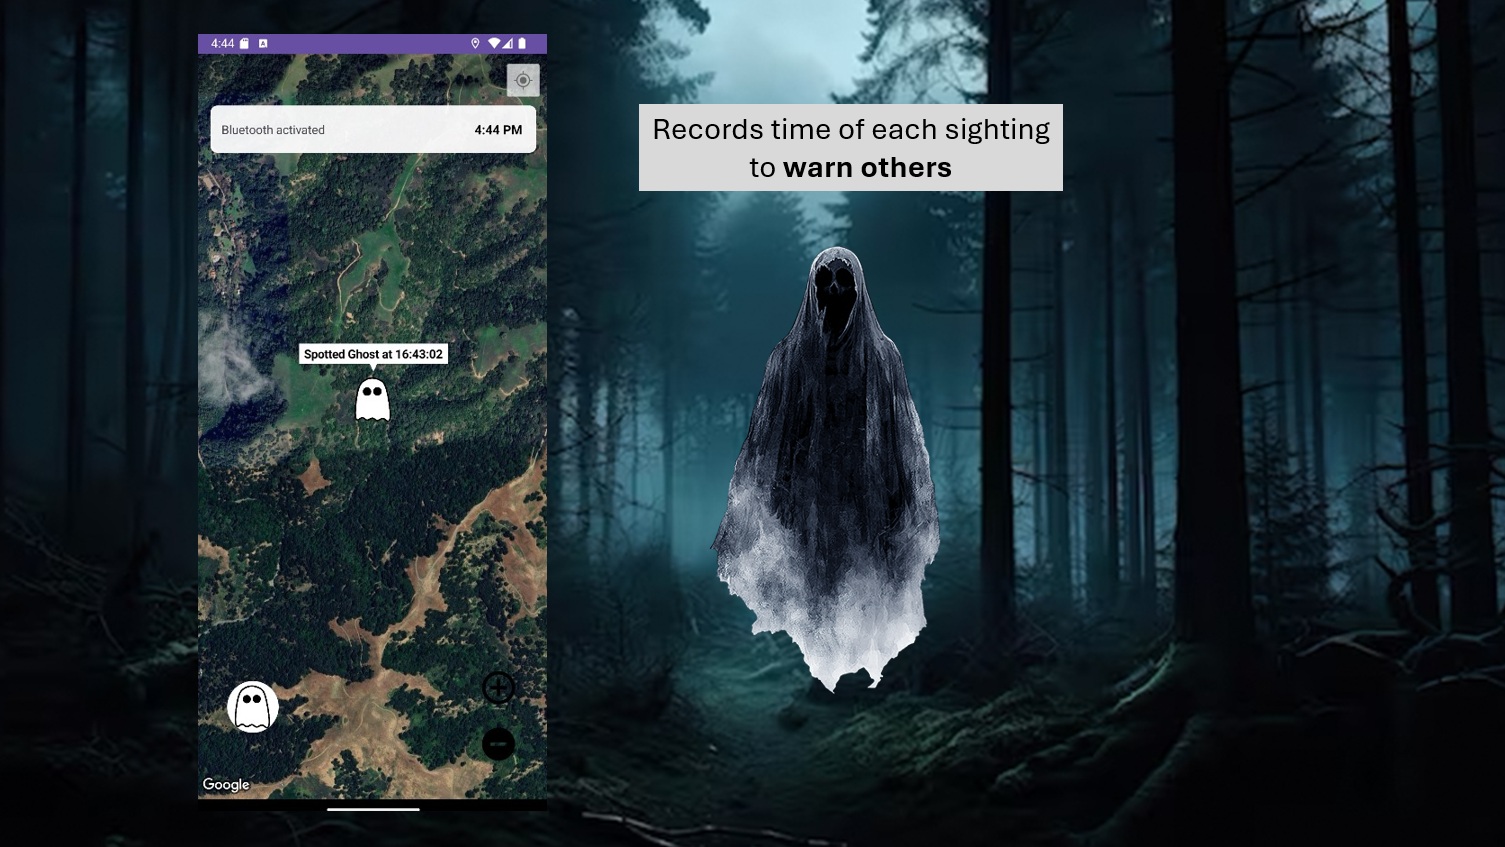 4:44
Bluetooth activated 4:44 PM
Records time of each sighting
to warn others
Spotted Ghost at 16:43:02
Google